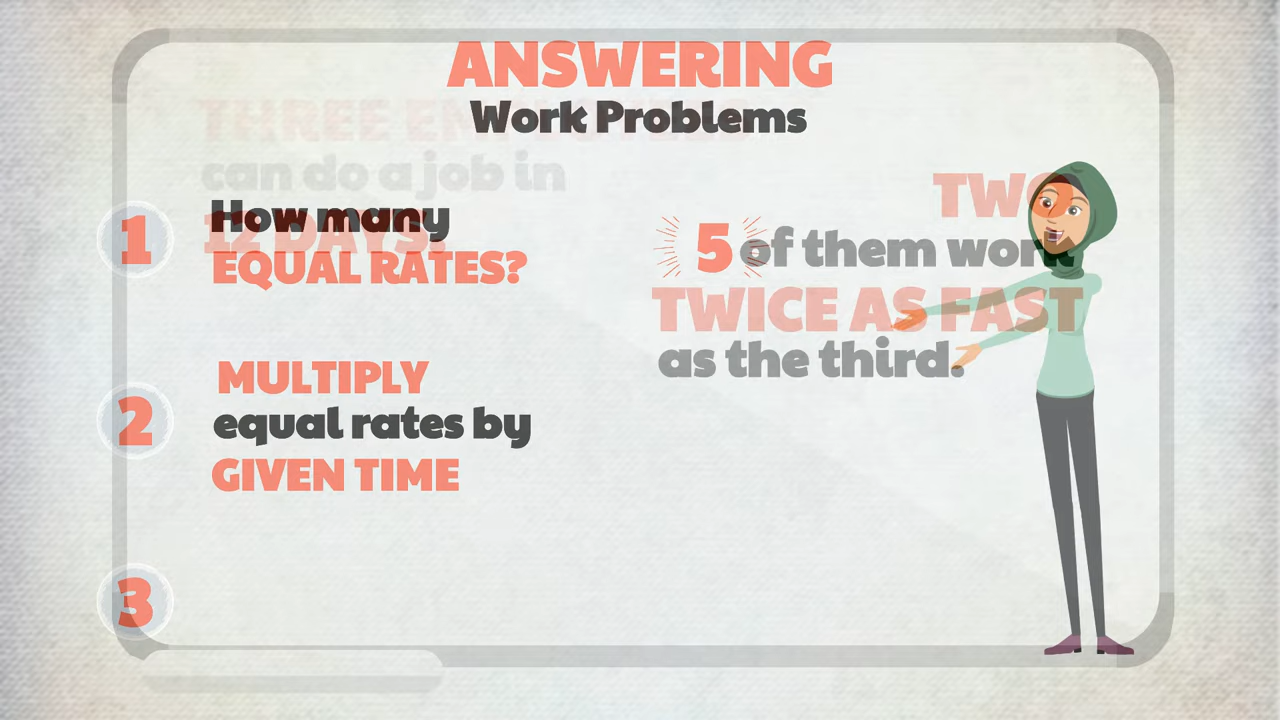 ANSWERING
Work Problems
THREE
can do a job in
12 DAYS.
1
How many
EQUAL RATES?
2
MULTIPLY
equal rates by
GIVEN TIME
3
TWO
5
of them work
TWICE AS FAST
as the third.